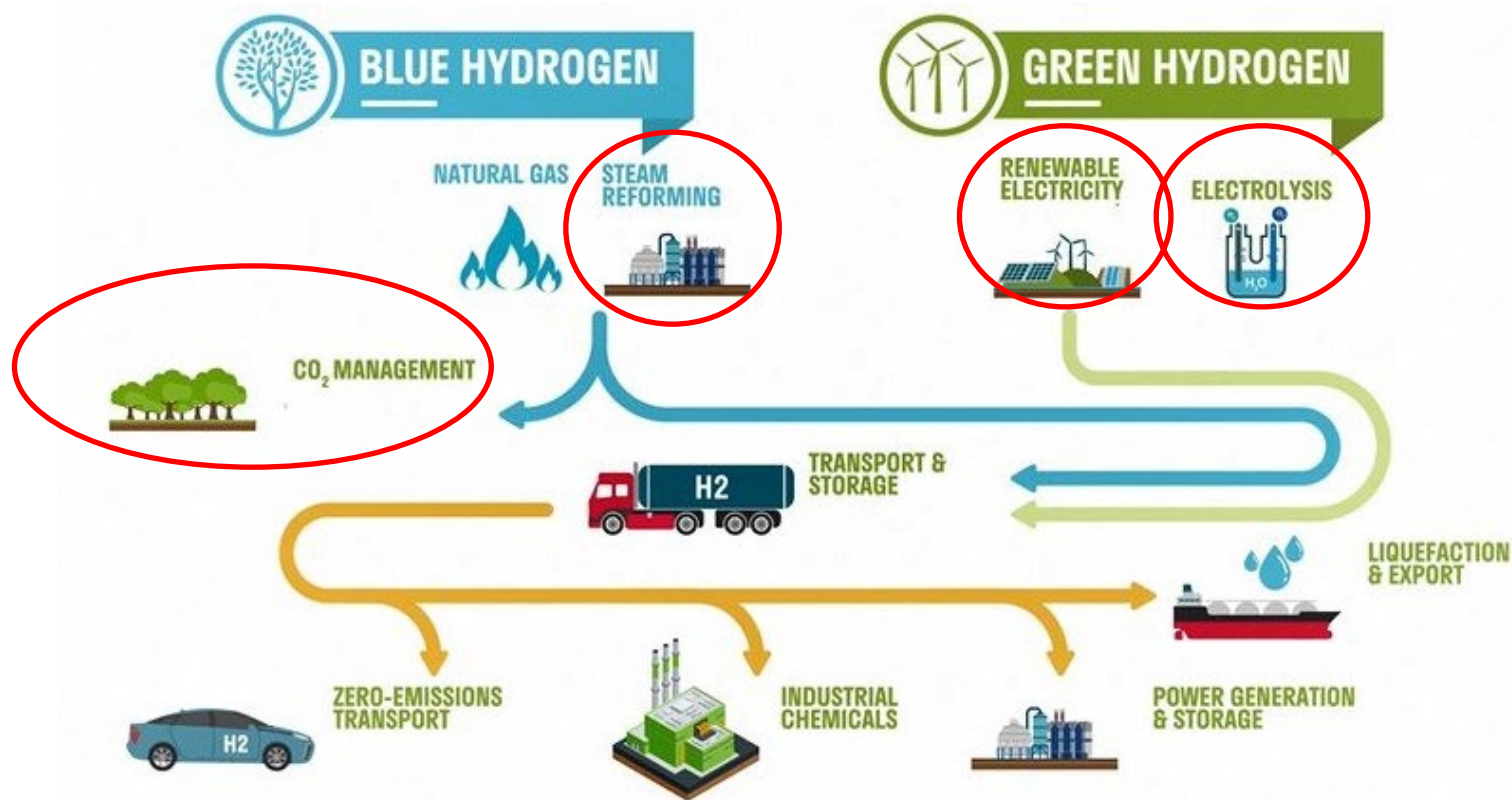 BLUE HYDROGEN
GREEN HYDROGEN
NATURAL GAS
STEAM
REFORMING
RENEWABLE
ELECTRICITY
ELECTROLYSIS
H₂O
CO₂ MANAGEMENT
TRANSPORT &
STORAGE
H2
LIQUEFACTION
& EXPORT
ZERO-EMISSIONS
TRANSPORT
H2
INDUSTRIAL
CHEMICALS
POWER GENERATION
& STORAGE